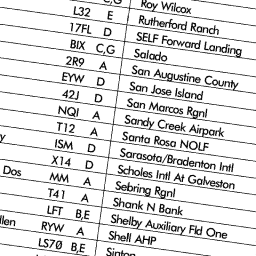 C,G Roy Wilcox
L32 E Rutherford Ranch
17FL D SELF Forward Landing
BIX C,G Salado
2R9 A San Augustine County
EYW D San Jose Island
42J D San Marcos Rgnl
NQI A Sandy Creek Airpark
T12 A Santa Rosa NOLF
ISM D Sarasota/Bradenton Intl
X14 D Scholes Intl At Galveston
Dos MM A Sebring Rgnl
T41 A Shank N Bank
LFT B,E Shelby Auxiliary Fld One
RYW A Shell AHP
LS70 B,E Sinton